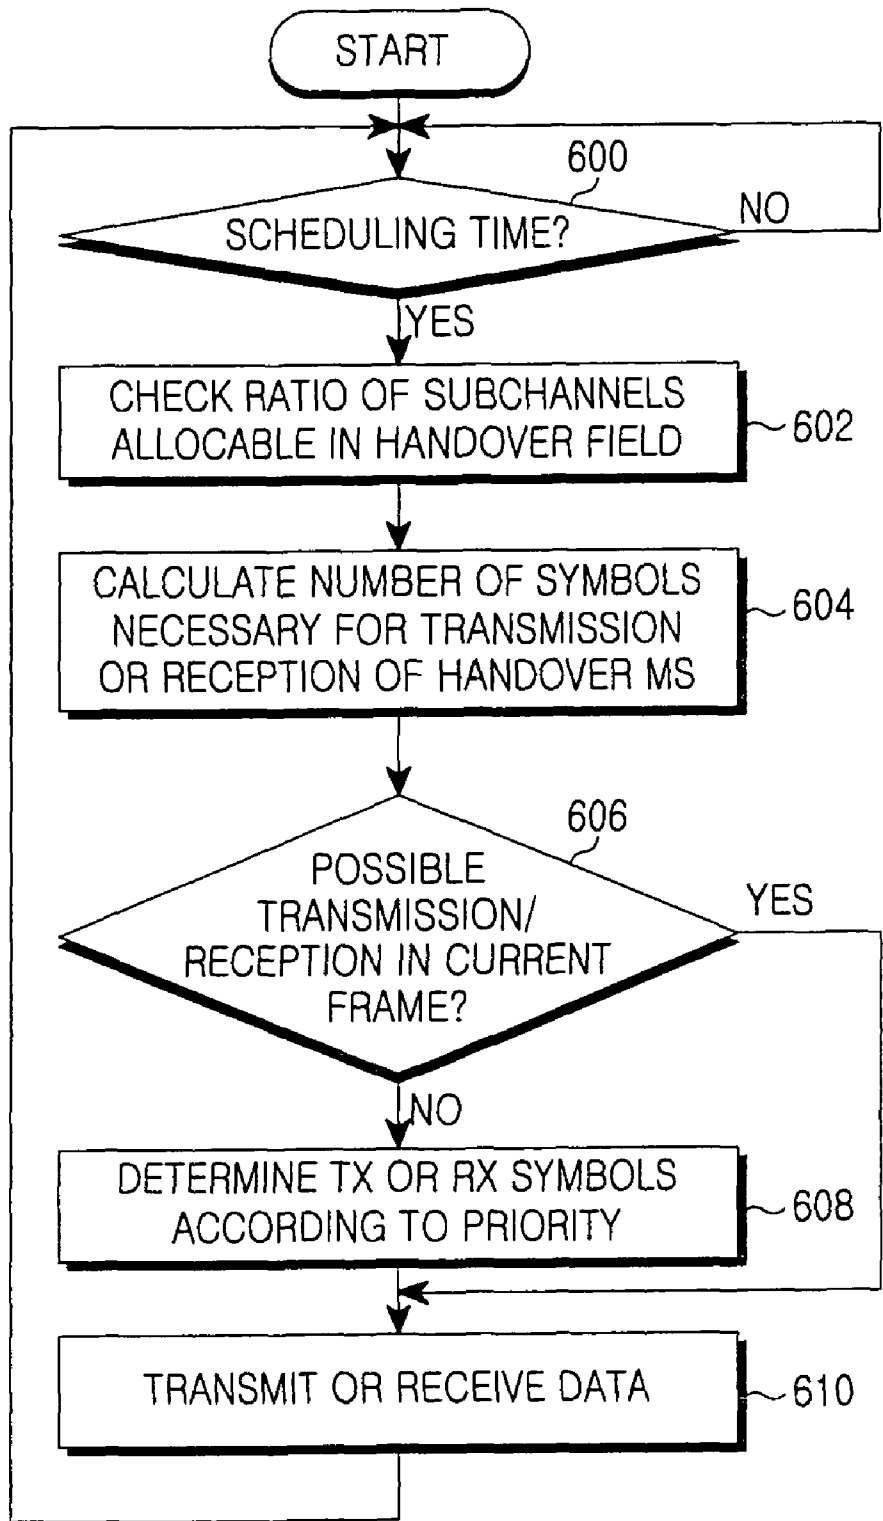 START
600
SCHEDULING TIME?
NO
YES
CHECK RATIO OF SUBCHANNELS
ALLOCABLE IN HANDOVER FIELD
602
CALCULATE NUMBER OF SYMBOLS
NECESSARY FOR TRANSMISSION
OR RECEPTION OF HANDOVER MS
604
606
POSSIBLE
TRANSMISSION/
RECEPTION IN CURRENT
FRAME?
YES
NO
DETERMINE TX OR RX SYMBOLS
ACCORDING TO PRIORITY
608
TRANSMIT OR RECEIVE DATA
610